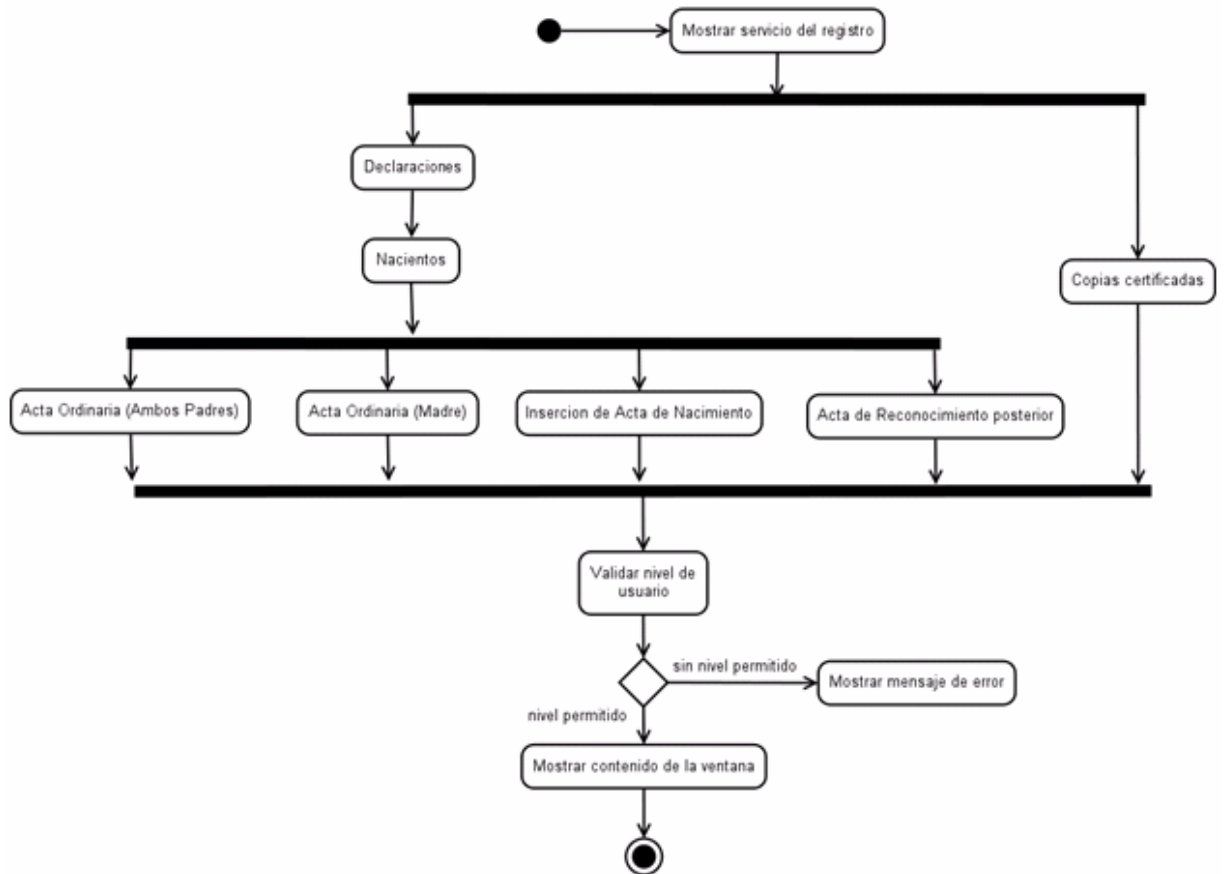 Mostrar servicio del registro
Declaraciones
Nacientos
Copias certificadas
Acta Ordinaria (Ambos Padres)
Acta Ordinaria (Madre)
Insercion de Acta de Nacimiento
Acta de Reconocimiento posterior
Validar nivel de
usuario
sin nivel permitido
Mostrar mensaje de error
nivel permitido
Mostrar contenido de la ventana